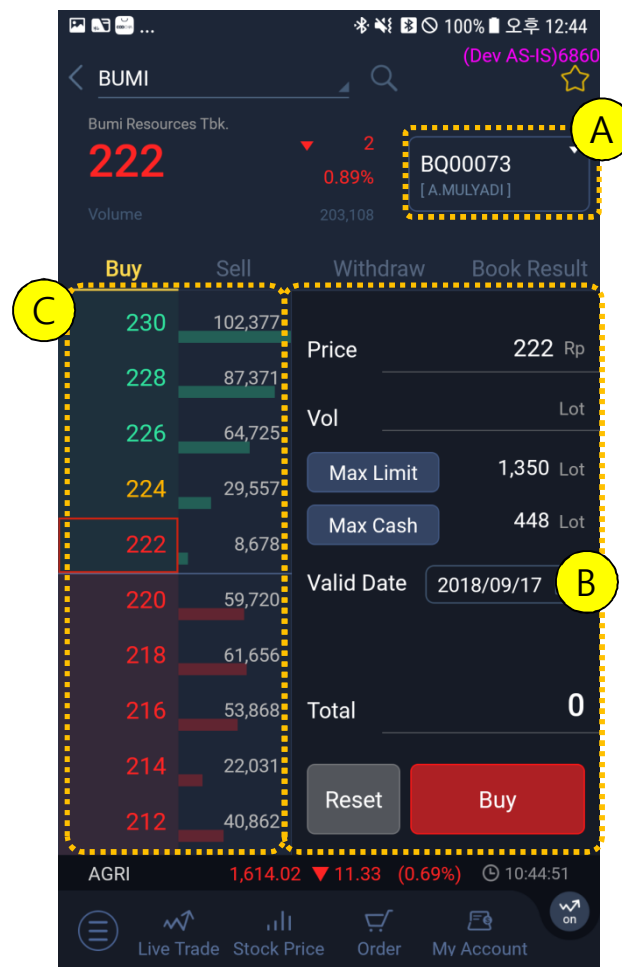 ... 100% 오후 12:44
(Dev AS-IS)6860
BUMI
A
Bumi Resources Tbk.
222 2
0.89%
BQ00073
[ A.MULYADI ]
Volume 203,108
Buy Sell Withdraw Book Result
C
230 102,377
228 87,371
226 64,725
224 29,557
222 8,678
220 59,720
218 61,656
216 53,868
214 22,031
212 40,862
Price 222 Rp
Vol Lot
Max Limit 1,350 Lot
Max Cash 448 Lot
Valid Date 2018/09/17 B
Total 0
Reset Buy
AGRI 1,614.02 ▼ 11.33 (0.69%) 10:44:51
on
Live Trade Stock Price Order My Account